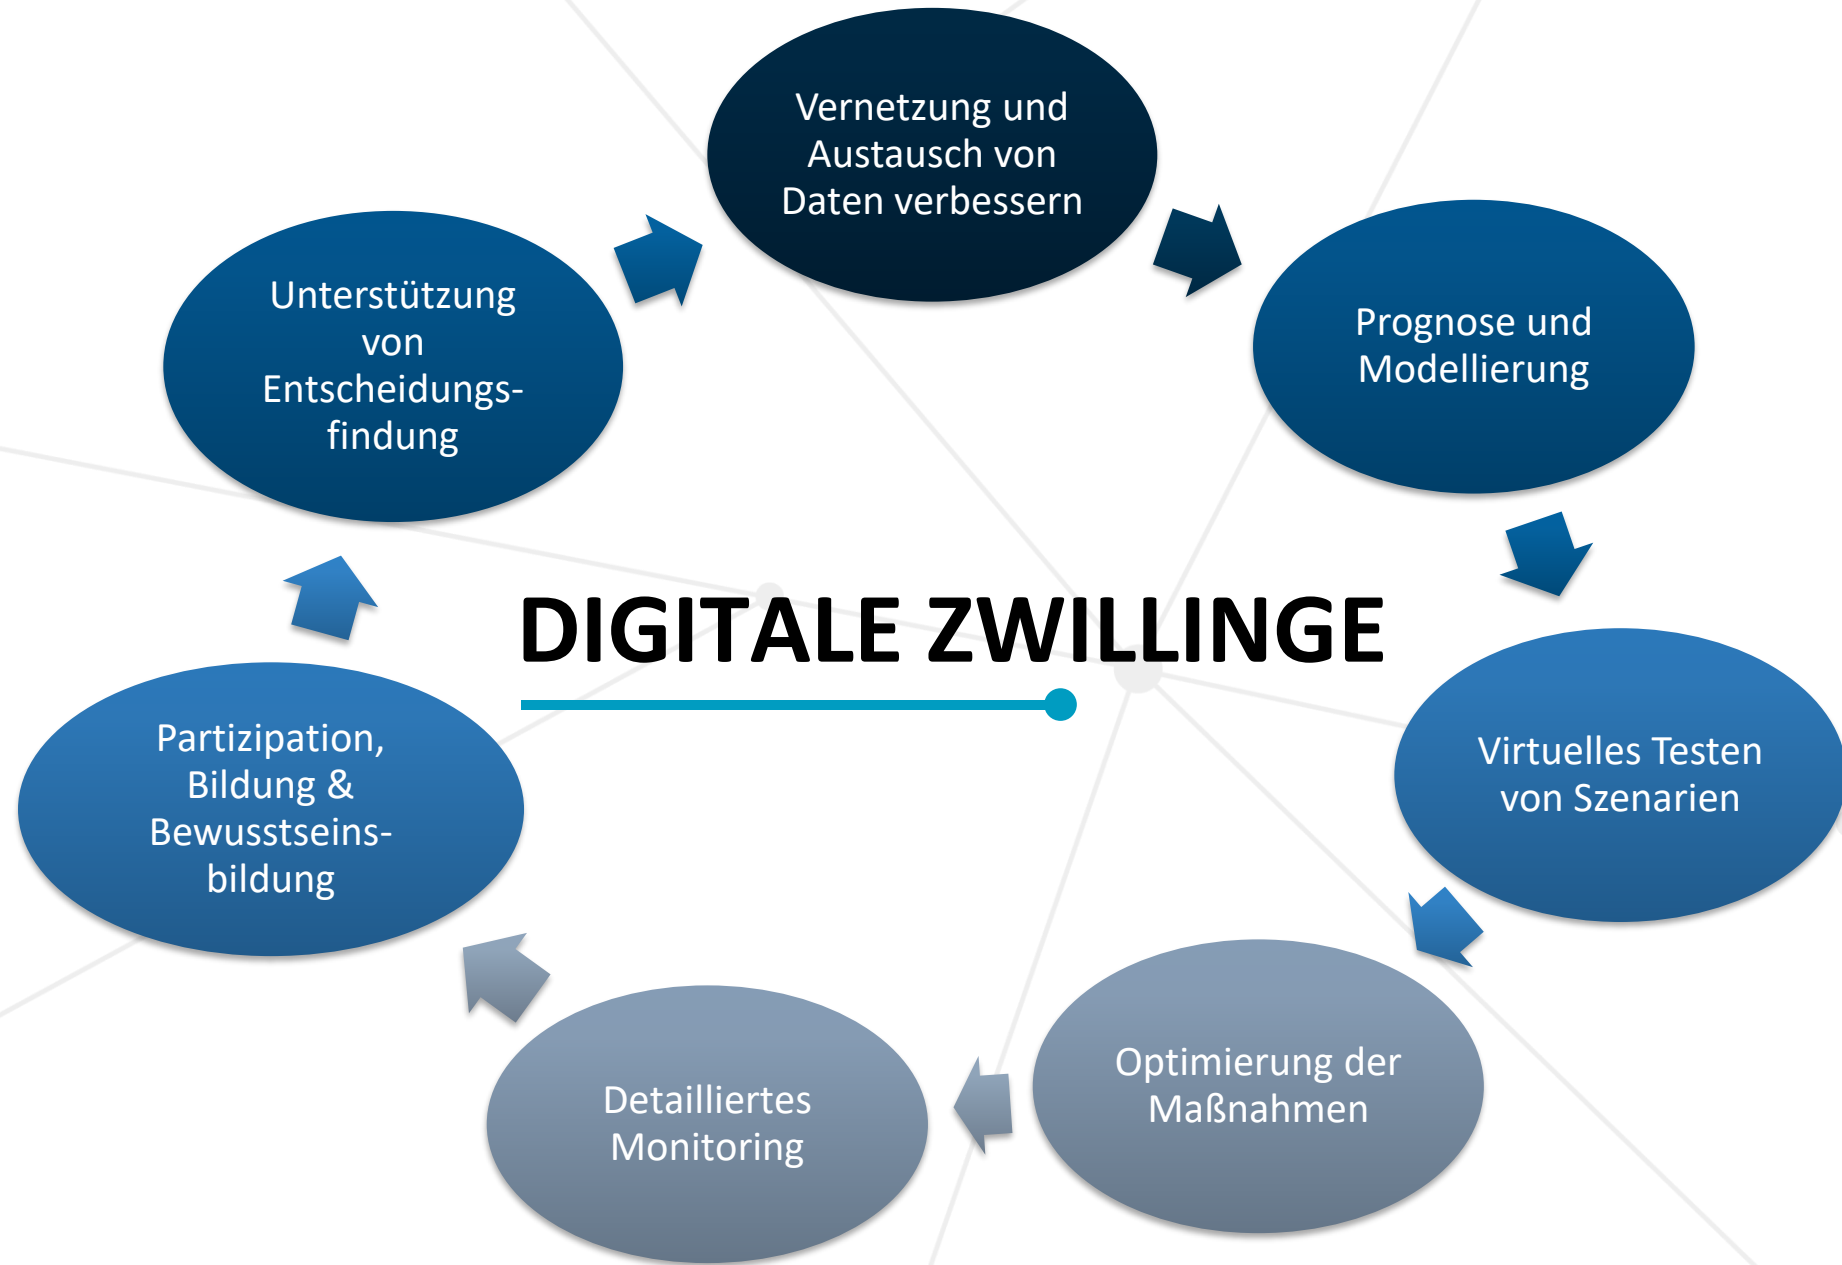 Vernetzung und
Austausch von
Daten verbessern
Prognose und
Modellierung
Virtuelles Testen
von Szenarien
Optimierung der
Maßnahmen
Detailliertes
Monitoring
Partizipation,
Bildung &
Bewusstseins-
bildung
Unterstützung
von
Entscheidungs-
findung
DIGITALE ZWILLINGE